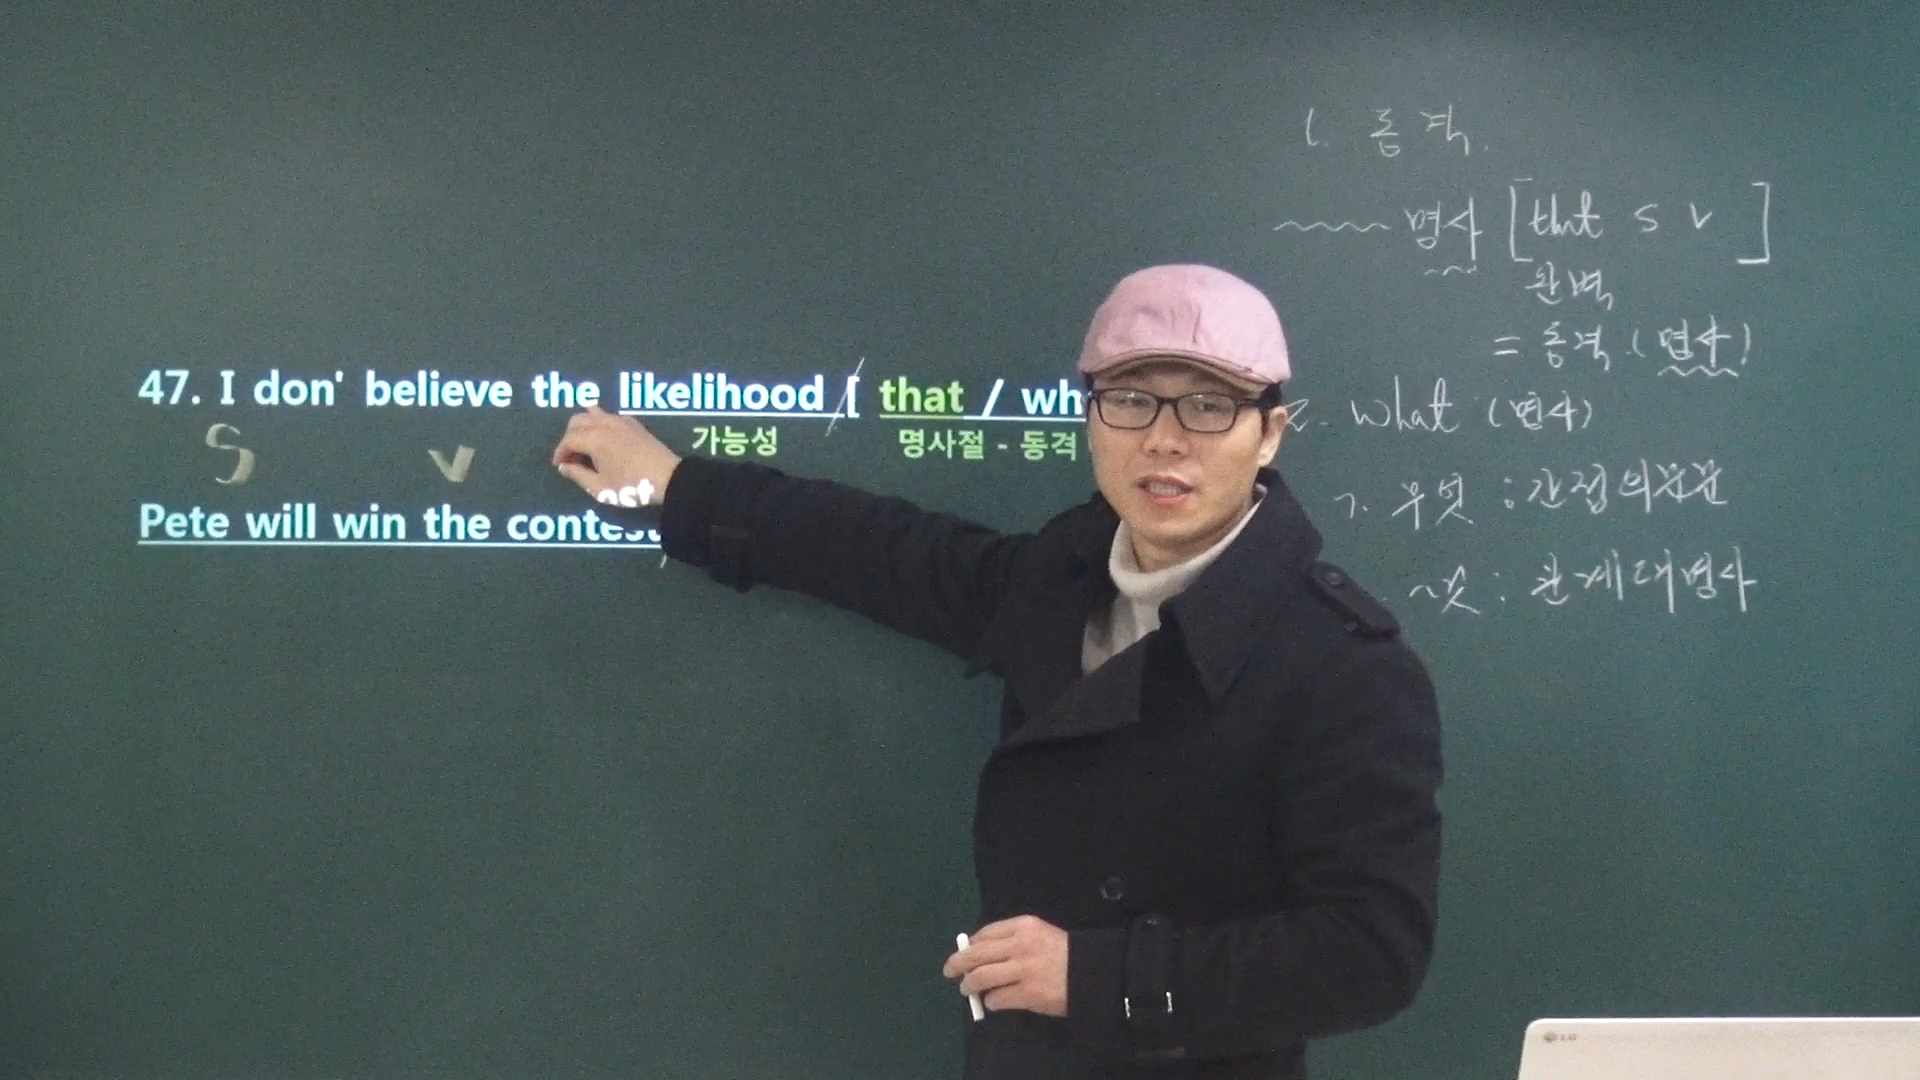 47. I don' believe the likelihood [ that / wh
가능성 명사절 - 동격
S V
Pete will win the contest
1. 동격.
명사 [that S V ]
완벽
= 동격 (명사)
2. what (명사)
ㄱ. 무엇 : 간접의문문
~것 : 관계대명사
LG